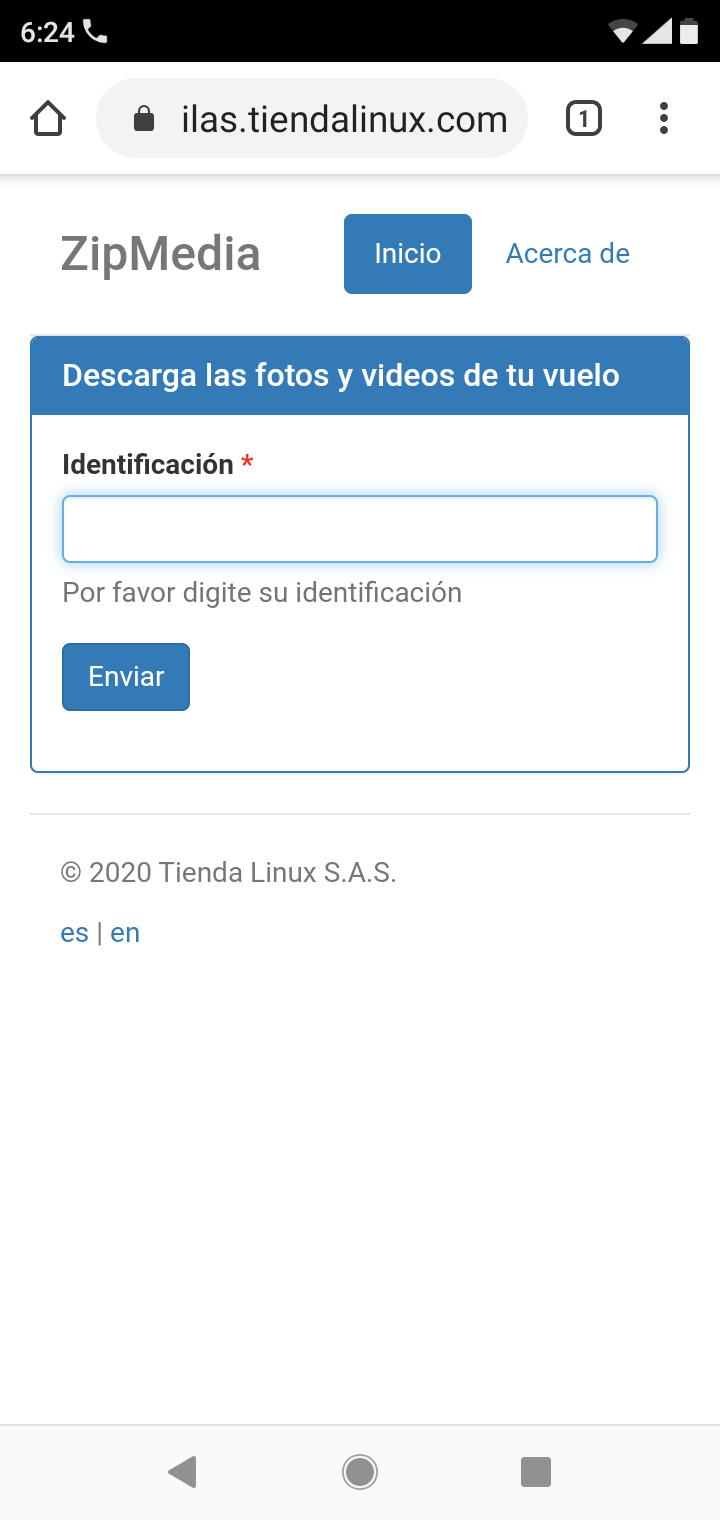 6:24
ilas.tiendalinux.com
1
ZipMedia
Inicio
Acerca de
Descarga las fotos y videos de tu vuelo
Identificación *
Por favor digite su identificación
Enviar
© 2020 Tienda Linux S.A.S.
es | en